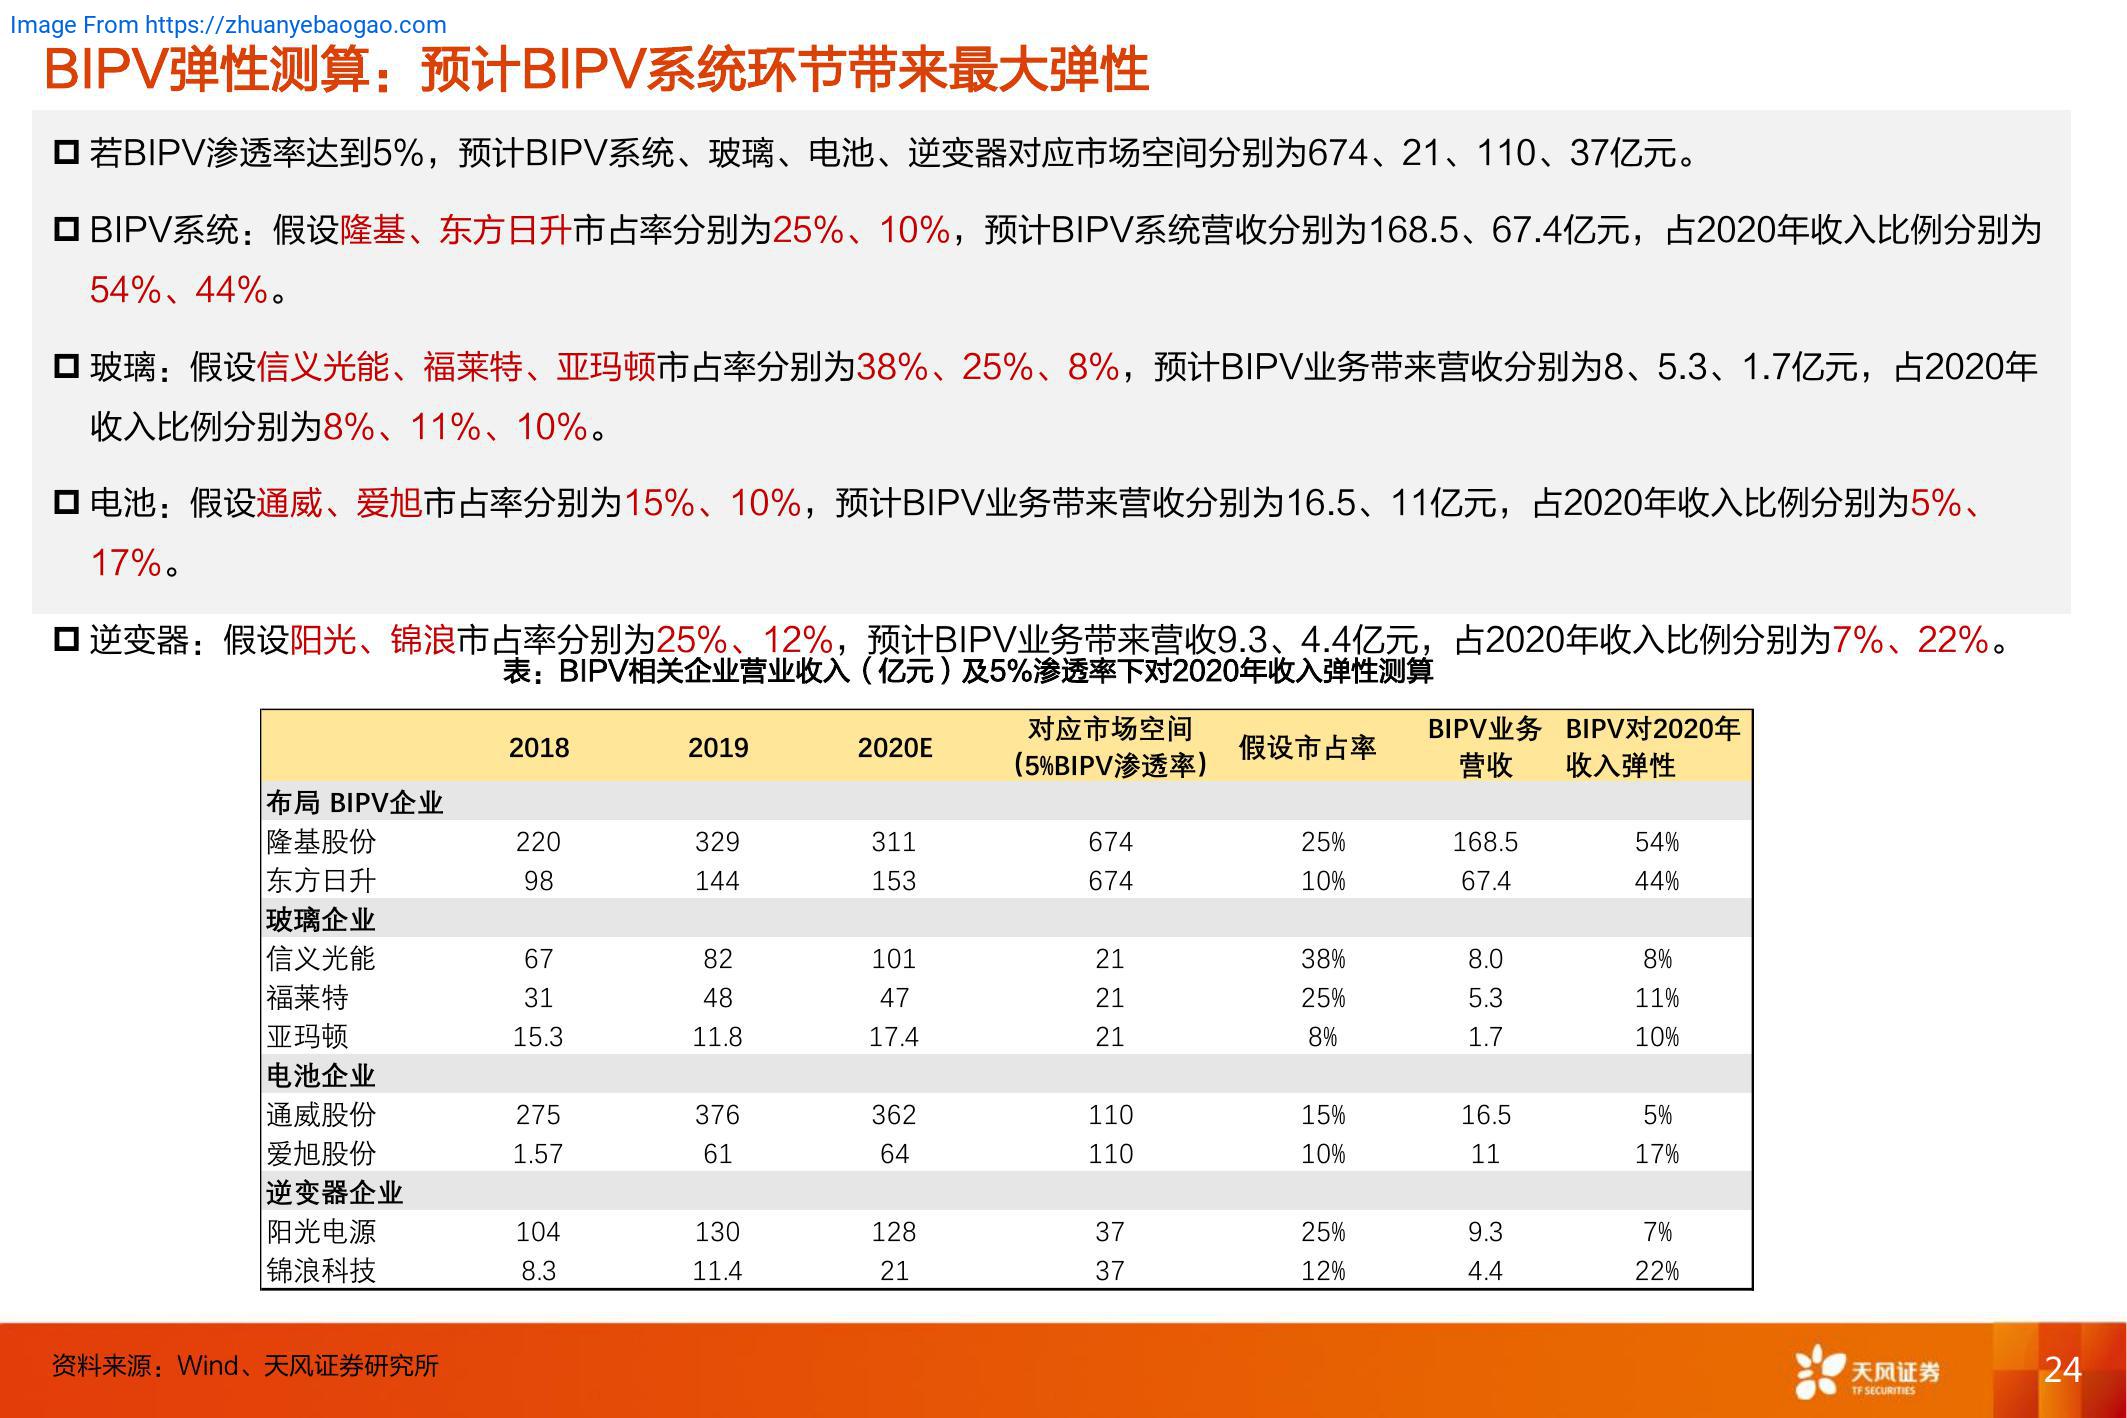 Image From https://zhuanyebaogao.com
BIPV弹性测算：预计BIPV系统环节带来最大弹性
若BIPV渗透率达到5%，预计BIPV系统、玻璃、电池、逆变器对应市场空间分别为674、21、110、37亿元。
BIPV系统：假设隆基、东方日升市占率分别为25%、10%，预计BIPV系统营收分别为168.5、67.4亿元，占2020年收入比例分别为
54%、44%。
玻璃：假设信义光能、福莱特、亚玛顿市占率分别为38%、25%、8%，预计BIPV业务带来营收分别为8、5.3、1.7亿元，占2020年
收入比例分别为8%、11%、10%。
电池：假设通威、爱旭市占率分别为15%、10%，预计BIPV业务带来营收分别为16.5、11亿元，占2020年收入比例分别为5%、
17%。
逆变器：假设阳光、锦浪市占率分别为25%、12%，预计BIPV业务带来营收9.3、4.4亿元，占2020年收入比例分别为7%、22%。
表：BIPV相关企业营业收入（亿元）及5%渗透率下对2020年收入弹性测算
2018 2019 2020E 对应市场空间(5%BIPV渗透率) 假设市占率 BIPV业务营收 BIPV对2020年收入弹性
布局 BIPV企业
隆基股份 220 329 311 674 25% 168.5 54%
东方日升 98 144 153 674 10% 67.4 44%
玻璃企业
信义光能 67 82 101 21 38% 8.0 8%
福莱特 31 48 47 21 25% 5.3 11%
亚玛顿 15.3 11.8 17.4 21 8% 1.7 10%
电池企业
通威股份 275 376 362 110 15% 16.5 5%
爱旭股份 1.57 61 64 110 10% 11 17%
逆变器企业
阳光电源 104 130 128 37 25% 9.3 7%
锦浪科技 8.3 11.4 21 37 12% 4.4 22%
资料来源：Wind、天风证券研究所
天风证券
TF SECURITIES
24